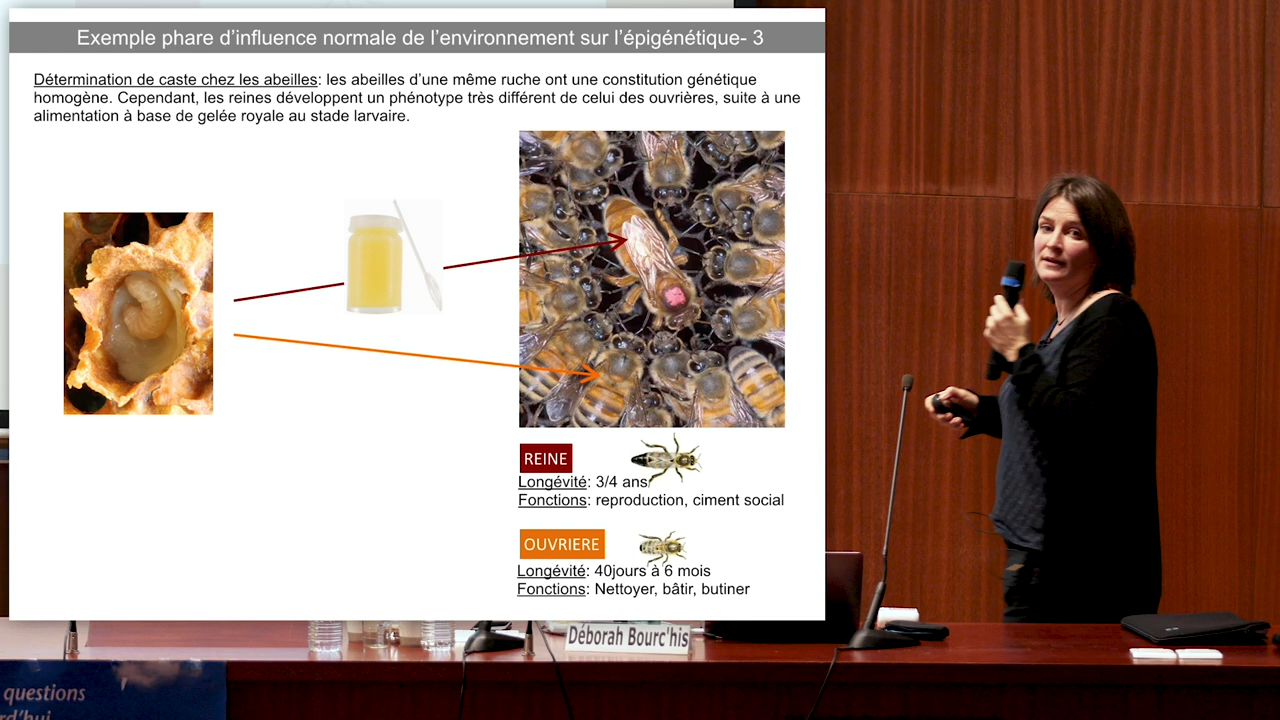 Exemple phare d’influence normale de l’environnement sur l’épigénétique- 3
Détermination de caste chez les abeilles: les abeilles d’une même ruche ont une constitution génétique
homogène. Cependant, les reines développent un phénotype très différent de celui des ouvrières, suite à une
alimentation à base de gelée royale au stade larvaire.
REINE
Longévité: 3/4 ans
Fonctions: reproduction, ciment social
OUVRIERE
Longévité: 40jours à 6 mois
Fonctions: Nettoyer, bâtir, butiner
Déborah Bourc'his
questions
rd'hui